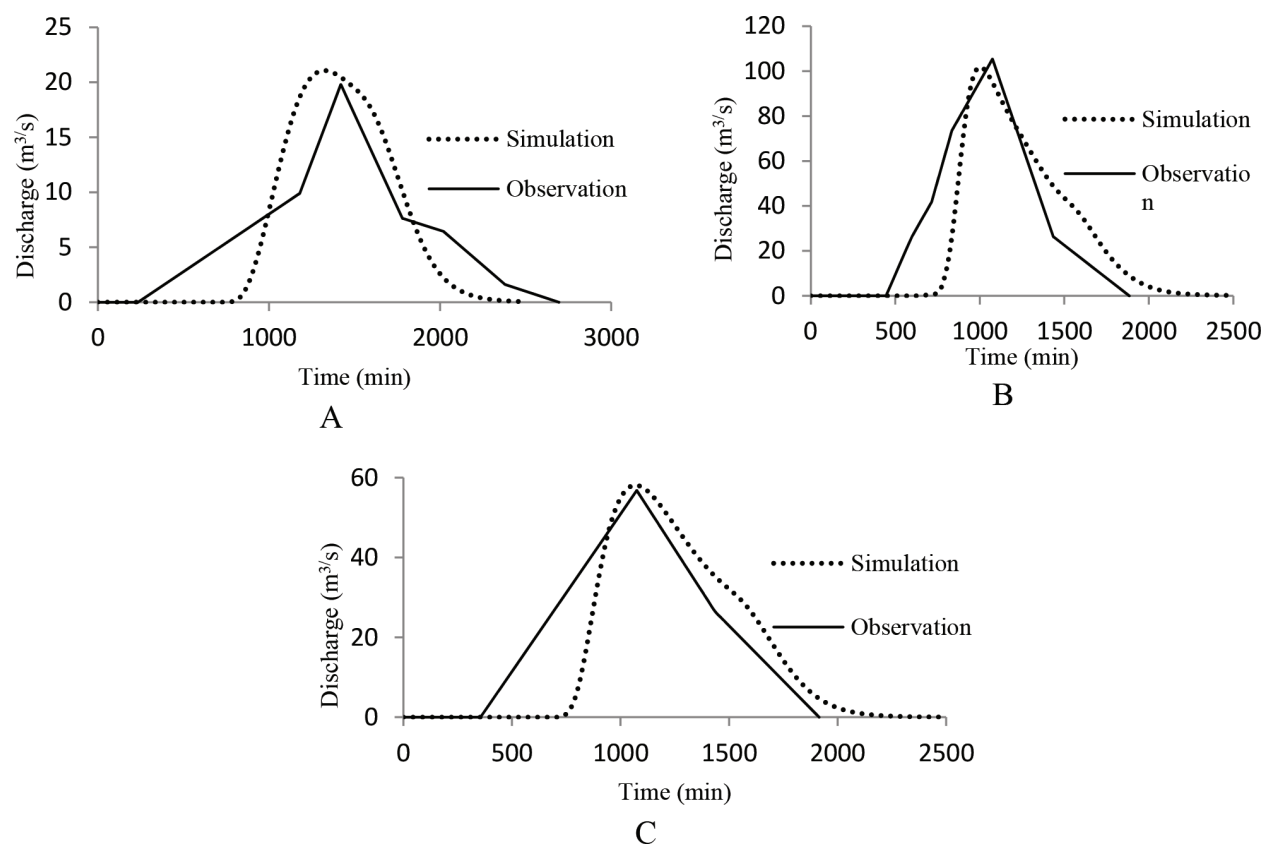 25
20
15
10
5
0
Discharge (m³/s)
0 1000 2000 3000
Time (min)
Simulation
Observation
A
120
100
80
60
40
20
0
Discharge (m³/s)
0 500 1000 1500 2000 2500
Time (min)
Simulation
Observatio
n
B
60
40
20
0
Discharge (m³/s)
0 500 1000 1500 2000 2500
Time (min)
Simulation
Observation
C